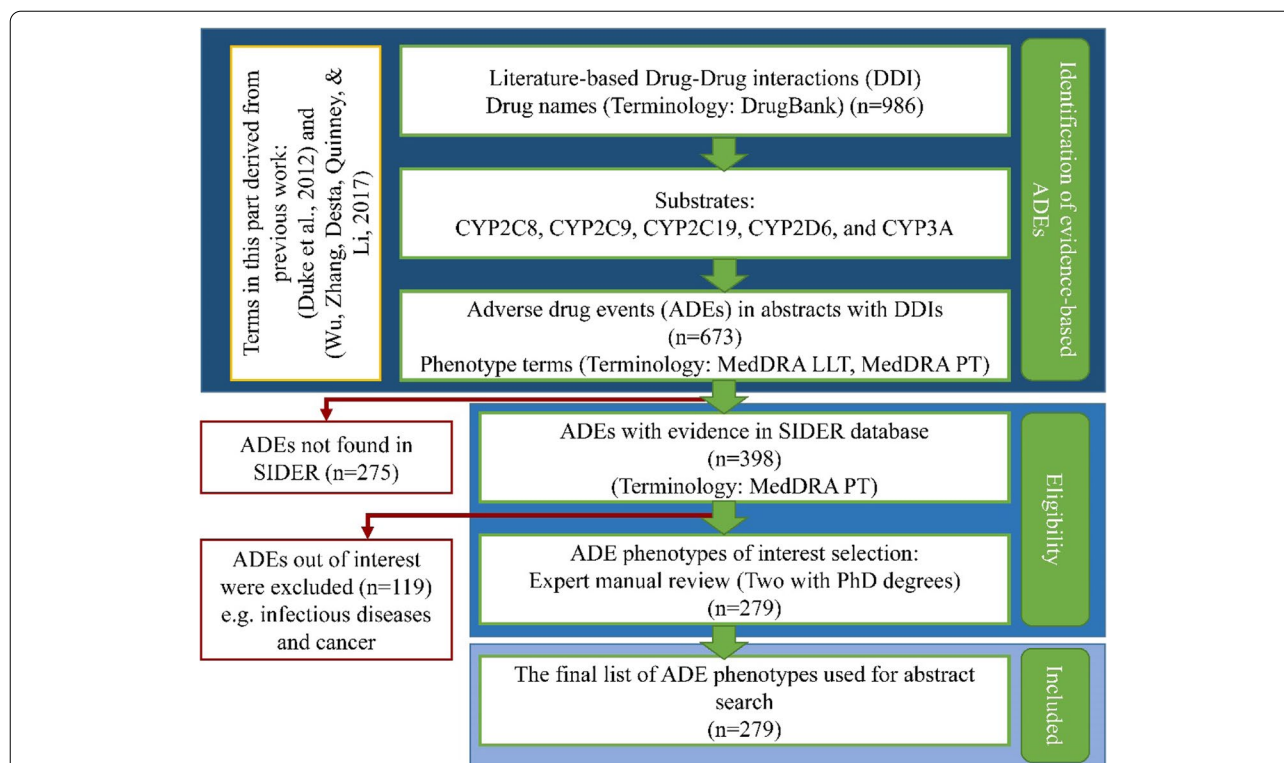 Terms in this part derived from
previous work:
(Duke et al., 2012) and
(Wu, Zhang, Desta, Quinney, &
Li, 2017)
Literature-based Drug-Drug interactions (DDI)
Drug names (Terminology: DrugBank) (n=986)
Substrates:
CYP2C8, CYP2C9, CYP2C19, CYP2D6, and CYP3A
Adverse drug events (ADEs) in abstracts with DDIs
(n=673)
Phenotype terms (Terminology: MedDRA LLT, MedDRA PT)
Identification of evidence-based
ADEs
ADEs not found in
SIDER (n=275)
ADEs with evidence in SIDER database
(n=398)
(Terminology: MedDRA PT)
ADEs out of interest
were excluded (n=119)
e.g. infectious diseases
and cancer
ADE phenotypes of interest selection:
Expert manual review (Two with PhD degrees)
(n=279)
Eligibility
The final list of ADE phenotypes used for abstract
search
(n=279)
Included